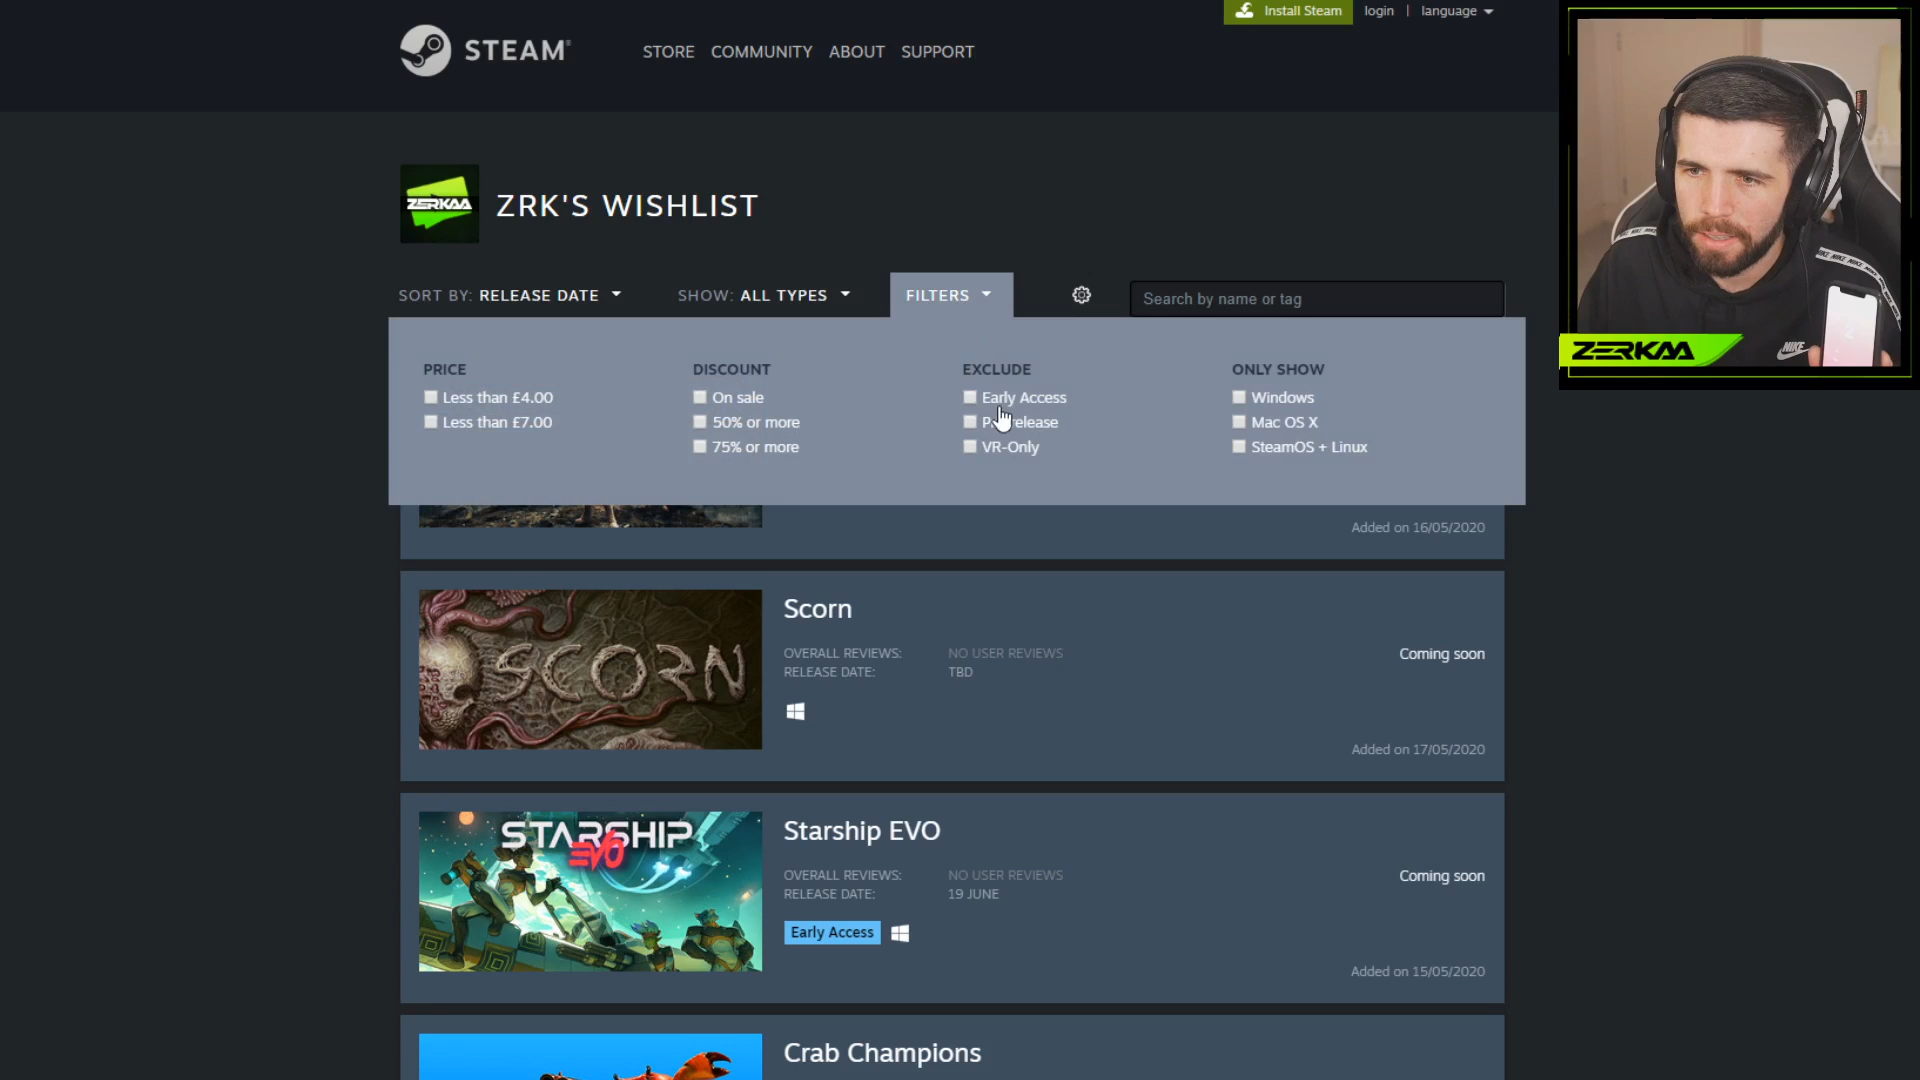 Install Steam login | language
STEAM
STORE COMMUNITY ABOUT SUPPORT
ZERKAA
ZRK'S WISHLIST
SORT BY: RELEASE DATE SHOW: ALL TYPES FILTERS
Search by name or tag
ZERKAA
NIKE
PRICE
Less than £4.00
Less than £7.00
DISCOUNT
On sale
50% or more
75% or more
EXCLUDE
Early Access
VR-Only
ONLY SHOW
Windows
Mac OS X
SteamOS + Linux
Added on 16/05/2020
SCORN
Scorn
OVERALL REVIEWS: NO USER REVIEWS
RELEASE DATE: TBD
Coming soon
Added on 17/05/2020
STARSHIP
EVO
Starship EVO
OVERALL REVIEWS: NO USER REVIEWS
RELEASE DATE: 19 JUNE
Coming soon
Early Access
Added on 15/05/2020
Crab Champions